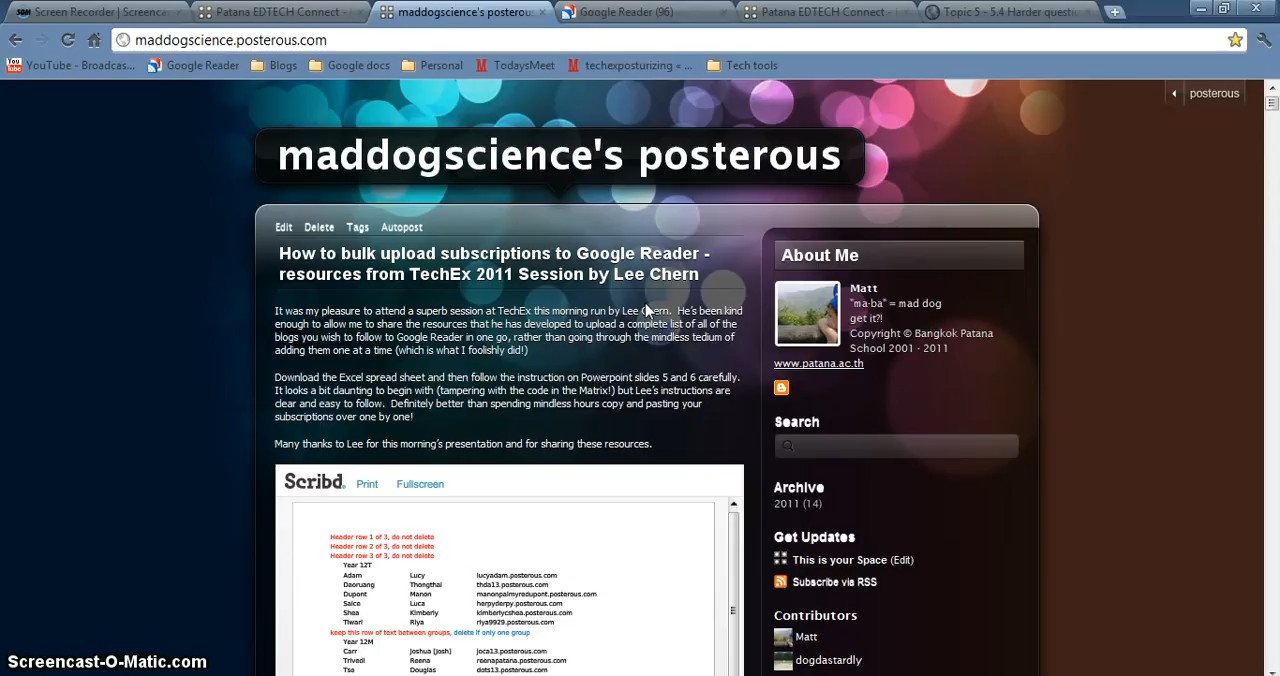 Screen Recorder | Screenca
Patana EDTECH Connect -
maddogscience's posterous
Google Reader (96)
Patana EDTECH Connect -
Topic 5 - 5.4 Harder questi
maddogscience.posterous.com
YouTube - Broadcas...
Google Reader
Blogs
Google docs
Personal
TodaysMeet
techexposturizing « ...
Tech tools
posterous
maddogscience's posterous
Edit Delete Tags Autopost
How to bulk upload subscriptions to Google Reader -
resources from TechEx 2011 Session by Lee Chern
It was my pleasure to attend a superb session at TechEx this morning run by Lee Chern. He's been kind
enough to allow me to share the resources that he has developed to upload a complete list of all of the
blogs you wish to follow to Google Reader in one go, rather than going through the mindless tedium of
adding them one at a time (which is what I foolishly did!)
Download the Excel spread sheet and then follow the instruction on Powerpoint slides 5 and 6 carefully.
It looks a bit daunting to begin with (tampering with the code in the Matrix!) but Lee's instructions are
clear and easy to follow. Definitely better than spending mindless hours copy and pasting your
subscriptions over one by one!
Many thanks to Lee for this morning's presentation and for sharing these resources.
Scribd. Print Fullscreen
Header row 1 of 3, do not delete
Header row 2 of 3, do not delete
Header row 3 of 3, do not delete
Year 12T
Adam Lucy lucyadam.posterous.com
Daoruang Thongthai thda13.posterous.com
Dupont Manon manonpalmyredupont.posterous.com
Salce Luca herpyderpy.posterous.com
Shea Kimberly kimberlycshea.posterous.com
Tiwari Riya riya9929.posterous.com
keep this row of text between groups, delete if only one group
Year 12M
Carr Joshua [Josh] joca13.posterous.com
Trivedi Reena reenapatana.posterous.com
Tso Douglas dots13.posterous.com
About Me
Matt
"ma-ba" = mad dog
get it?!
Copyright © Bangkok Patana
School 2001 - 2011
www.patana.ac.th
Search
Archive
2011 (14)
Get Updates
This is your Space (Edit)
Subscribe via RSS
Contributors
Matt
dogdastardly
Screencast-O-Matic.com